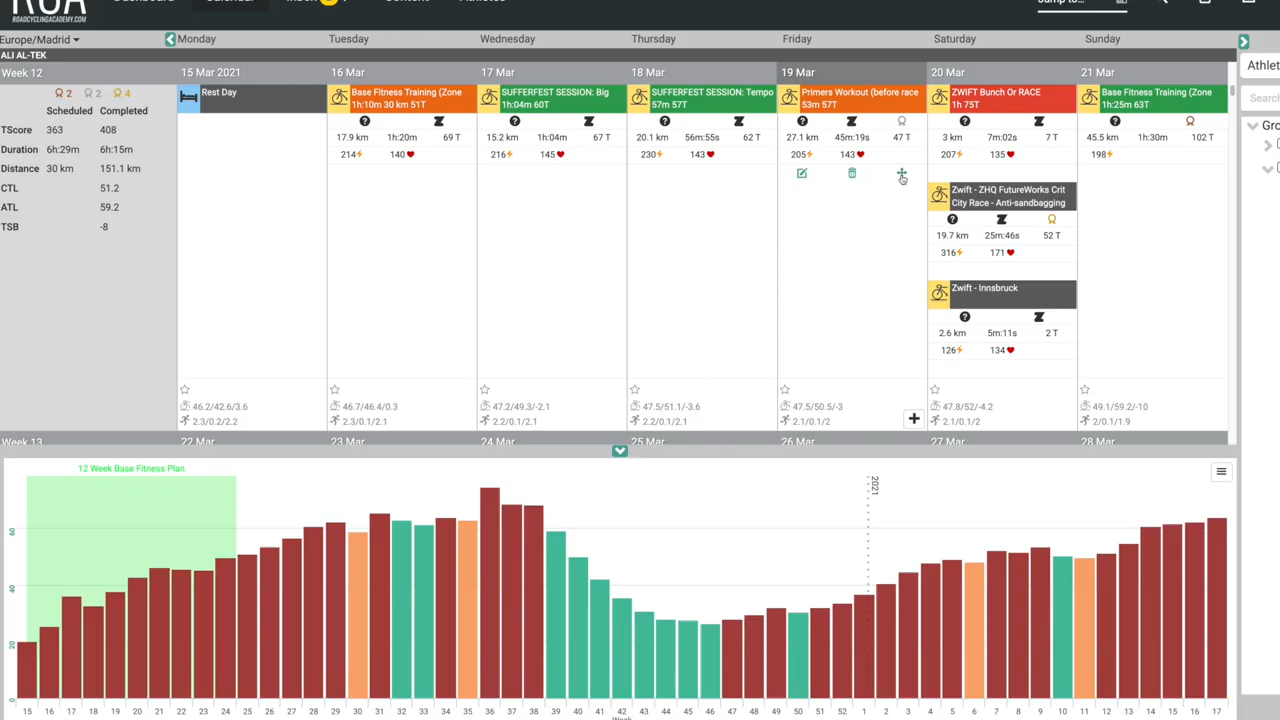 ROADCYCLINGACADEMY.COM
Europe/Madrid
Monday Tuesday Wednesday Thursday Friday Saturday Sunday
ALI AL-TEK
Athlet
Week 12
15 Mar 2021 16 Mar 17 Mar 18 Mar 19 Mar 20 Mar 21 Mar
2 2 4
Scheduled Completed
TScore 363 408
Duration 6h:29m 6h:15m
Distance 30 km 151.1 km
CTL 51.2
ATL 59.2
TSB -8
Rest Day
Base Fitness Training (Zone
1h:10m 30 km 51T
17.9 km 1h:20m 69 T
214 140
SUFFERFEST SESSION: Big
1h:04m 60T
15.2 km 1h:04m 67 T
216 145
SUFFERFEST SESSION: Tempo
57m 57T
20.1 km 56m:55s 62 T
230 143
Primers Workout (before race
53m 57T
27.1 km 45m:19s 47 T
205 143
ZWIFT Bunch Or RACE
1h 75T
3 km 7m:02s 7 T
207 135
Zwift - ZHQ FutureWorks Crit
City Race - Anti-sandbagging
19.7 km 25m:46s 52 T
316 171
Zwift - Innsbruck
2.6 km 5m:11s 2 T
126 134
Base Fitness Training (Zone
1h:25m 63T
45.5 km 1h:30m 102 T
198
Search
Gro
46.2/42.6/3.6 46.7/46.4/0.3 47.2/49.3/-2.1 47.5/51.1/-3.6 47.5/50.5/-3 47.8/52/-4.2 49.1/59.2/-10
2.3/0.2/2.2 2.3/0.1/2.1 2.2/0.1/2.1 2.2/0.1/2.1 2.1/0.1/2 2.1/0.1/2 2/0.1/1.9
Week 13 22 Mar 23 Mar 24 Mar 25 Mar 26 Mar 27 Mar 28 Mar
12 Week Base Fitness Plan
2021
60
40
20
0
15 16 17 18 19 20 21 22 23 24 25 26 27 28 29 30 31 32 33 34 35 36 37 38 39 40 41 42 43 44 45 46 47 48 49 50 51 52 1 2 3 4 5 6 7 8 9 10 11 12 13 14 15 16 17
Week